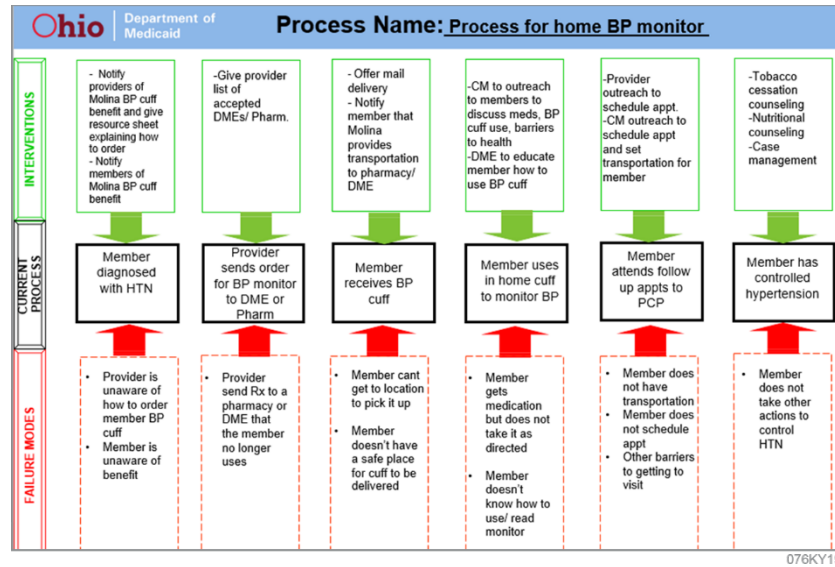 Ohio
Department of
Medicaid
Process Name: Process for home BP monitor
INTERVENTIONS
- Notify
providers of
Molina BP cuff
benefit and give
resource sheet
explaining how
to order
- Notify
members of
Molina BP cuff
benefit
-Give provider
list of
accepted
DMEs/ Pharm.
- Offer mail
delivery
- Notify
member that
Molina
provides
transportation
to pharmacy/
DME
-CM to outreach
to members to
discuss meds, BP
cuff use, barriers
to health
-DME to educate
member how to
use BP cuff
-Provider
outreach to
schedule appt.
-CM outreach to
schedule appt
and set
transportation for
member
-Tobacco
cessation
counseling
-Nutritional
counseling
-Case
management
CURRENT
PROCESS
Member
diagnosed
with HTN
Provider
sends order
for BP monitor
to DME or
Pharm
Member
receives BP
cuff
Member uses
in home cuff
to monitor BP
Member
attends follow
up appts to
PCP
Member has
controlled
hypertension
FAILURE MODES
• Provider is
unaware of
how to order
member BP
cuff
• Member is
unaware of
benefit
• Provider
send Rx to a
pharmacy or
DME that
the member
no longer
uses
• Member cant
get to location
to pick it up
• Member
doesn't have
a safe place
for cuff to be
delivered
• Member
gets
medication
but does not
take it as
directed
• Member
doesn't
know how to
use/ read
monitor
• Member does
not have
transportation
• Member does
not schedule
appt
• Other barriers
to getting to
visit
• Member
does not
take other
actions to
control
HTN